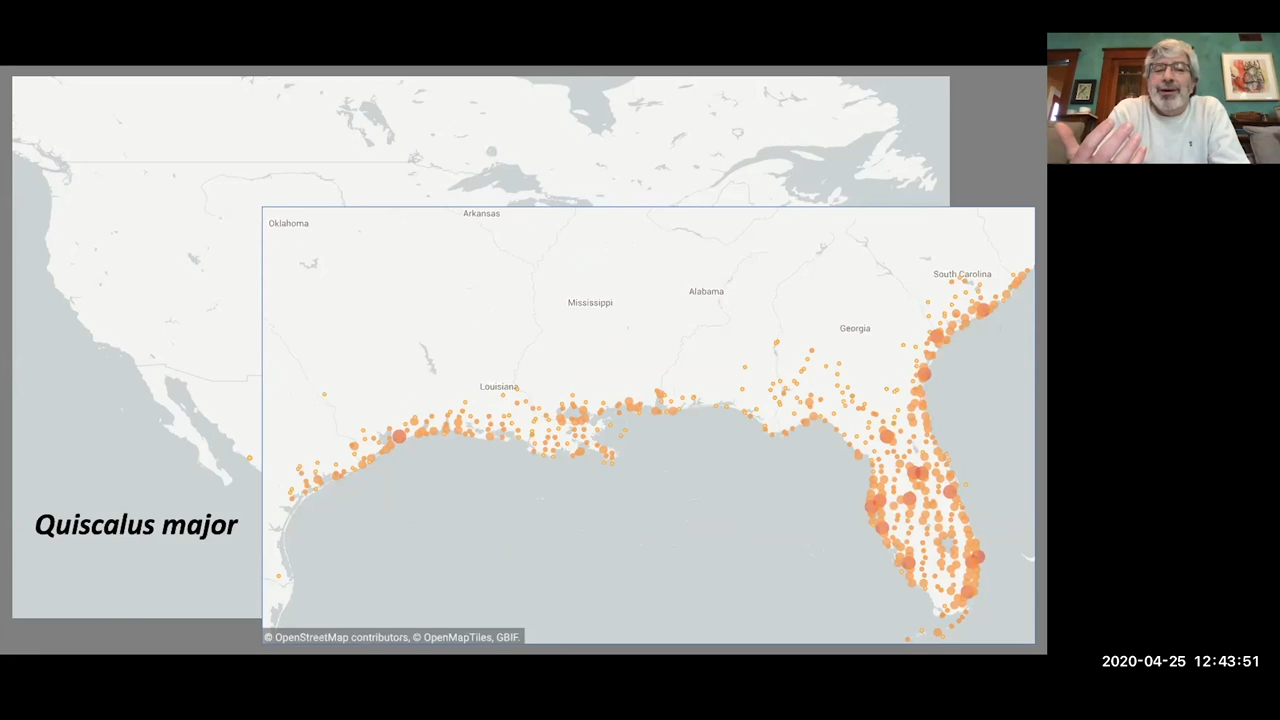 Oklahoma
Arkansas
South Carolina
Alabama
Mississippi
Georgia
Louisiana
Quiscalus major
© OpenStreetMap contributors, © OpenMapTiles, GBIF.
2020-04-25 12:43:51